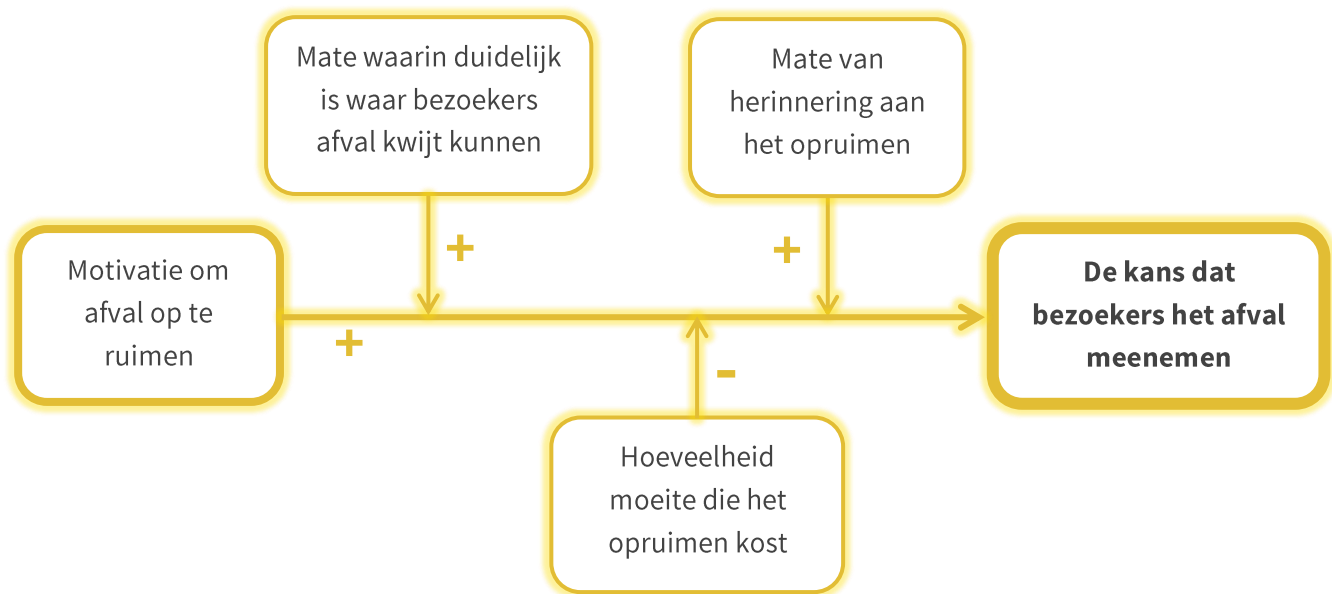 Mate waarin duidelijk
is waar bezoekers
afval kwijt kunnen
Mate van
herinnering aan
het opruimen
+
+
Motivatie om
afval op te
ruimen
+
De kans dat
bezoekers het afval
meenemen
-
Hoeveelheid
moeite die het
opruimen kost